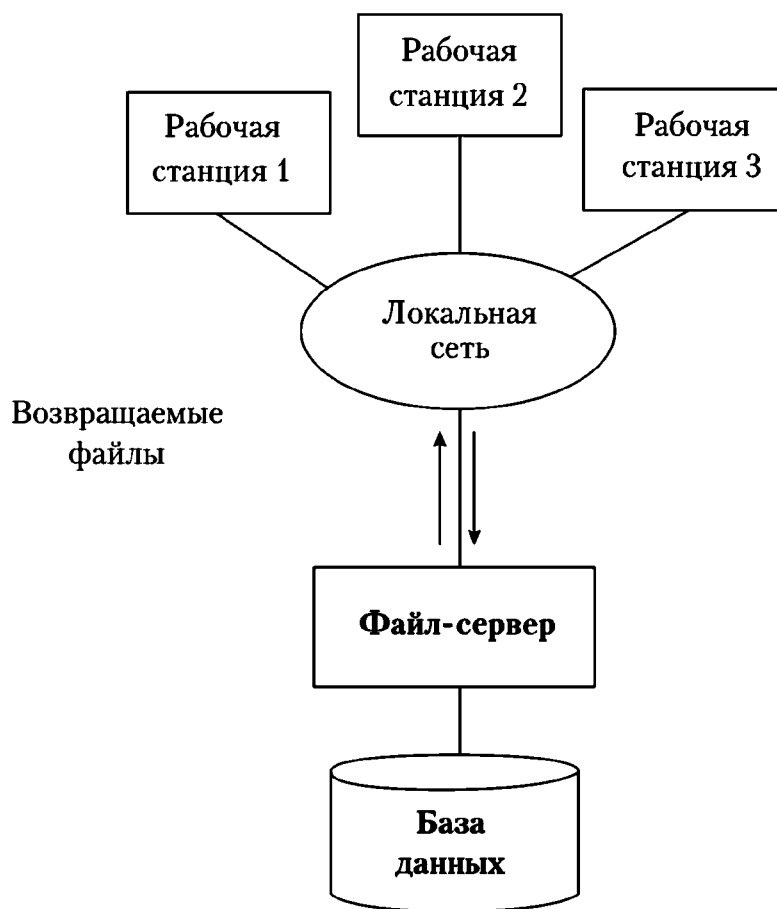 Рабочая
станция 1
Рабочая
станция 2
Рабочая
станция 3
Локальная
сеть
Возвращаемые
файлы
Файл-сервер
База
данных